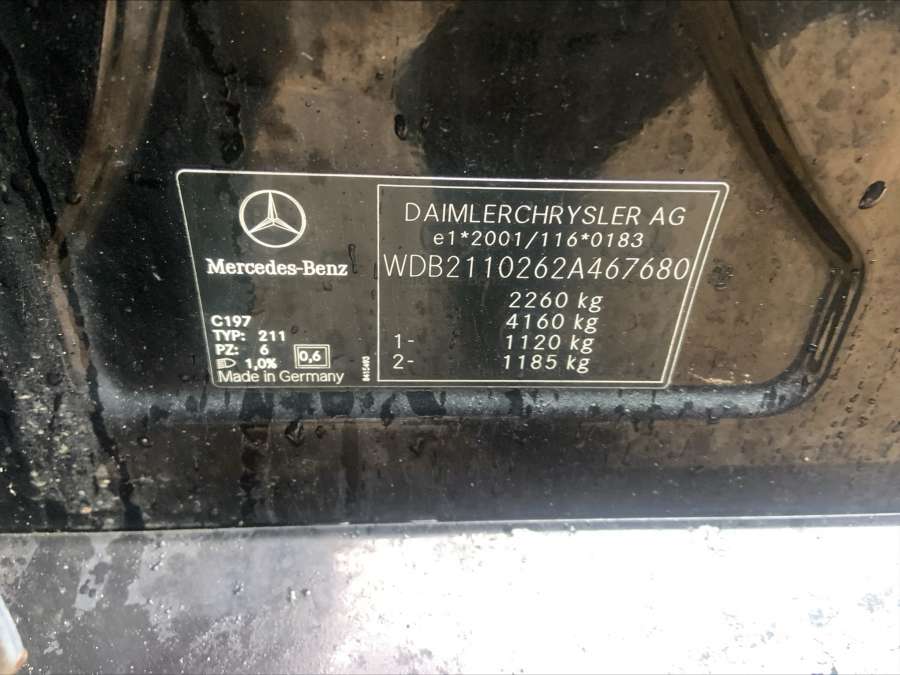 Mercedes-Benz
C197
TYP: 211
PZ: 6
1,0% 0,6
Made in Germany
DAIMLERCHRYSLER AG
e1*2001/116*0183
WDB2110262A467680
2260 kg
4160 kg
1- 1120 kg
2- 1185 kg